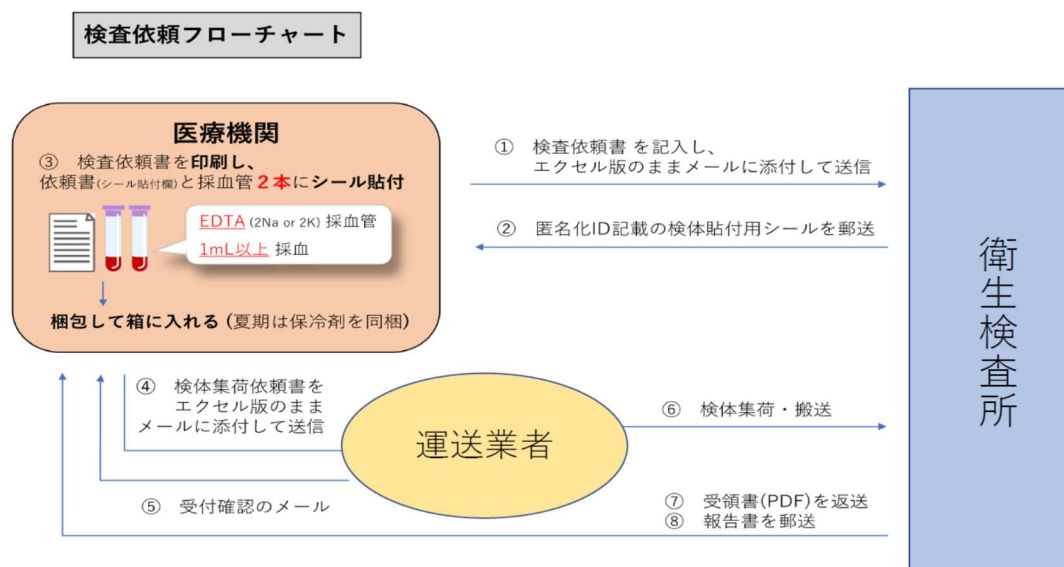 検査依頼フローチャート
医療機関
③ 検査依頼書を印刷し、
依頼書(シール貼付欄)と採血管２本にシール貼付
EDTA (2Na or 2K) 採血管
1mL以上 採血
梱包して箱に入れる (夏期は保冷剤を同梱)
① 検査依頼書 を記入し、
エクセル版のままメールに添付して送信
② 匿名化ID記載の検体貼付用シールを郵送
衛生検査所
④ 検体集荷依頼書を
エクセル版のまま
メールに添付して送信
運送業者
⑥ 検体集荷・搬送
⑤ 受付確認のメール
⑦ 受領書(PDF)を返送
⑧ 報告書を郵送